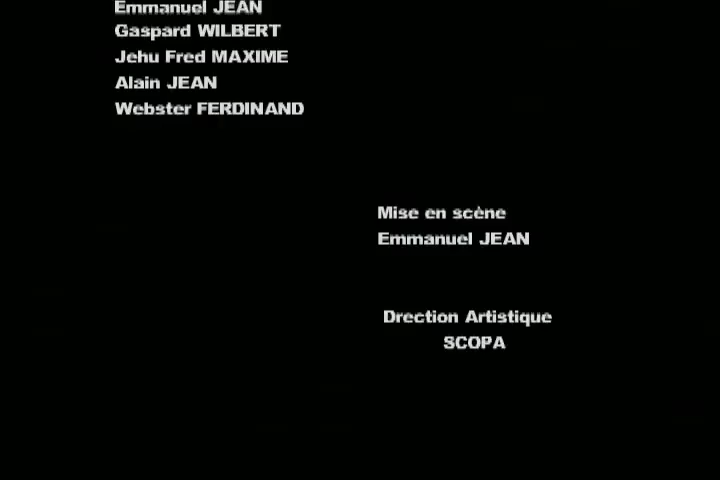 Emmanuel JEAN
Gaspard WILBERT
Jehu Fred MAXIME
Alain JEAN
Webster FERDINAND
Mise en scène
Emmanuel JEAN
Drection Artistique
SCOPA